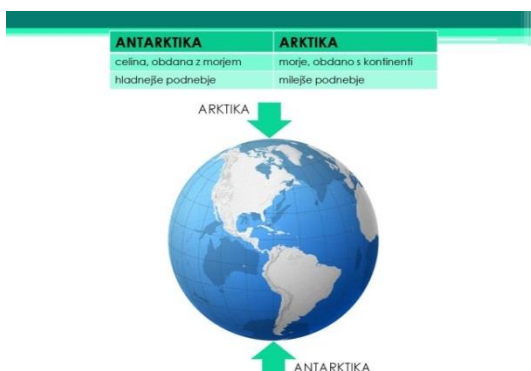 ANTARKTIKA ARKTIKA
celina, obdana z morjem morje, obdano s kontinenti
hladnejše podnebje milejše podnebje
ARKTIKA
ANTARKTIKA